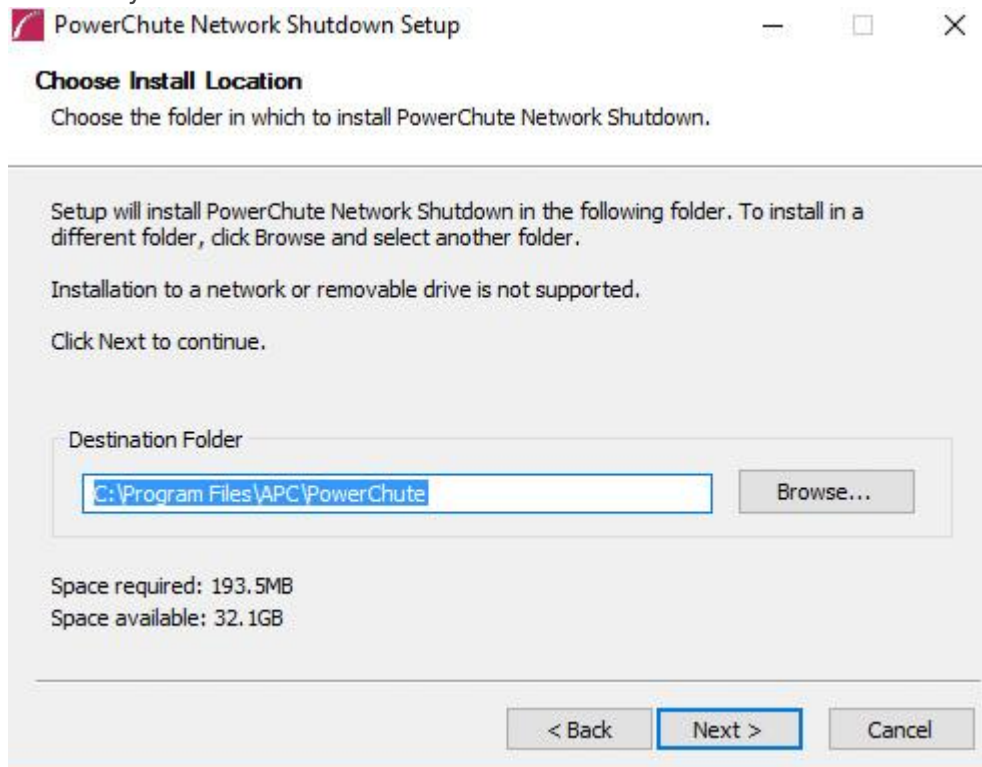 PowerChute Network Shutdown Setup
Choose Install Location
Choose the folder in which to install PowerChute Network Shutdown.
Setup will install PowerChute Network Shutdown in the following folder. To install in a
different folder, click Browse and select another folder.
Installation to a network or removable drive is not supported.
Click Next to continue.
Destination Folder
C:\Program Files\APC\PowerChute
Browse...
Space required: 193.5MB
Space available: 32.1GB
< Back
Next >
Cancel